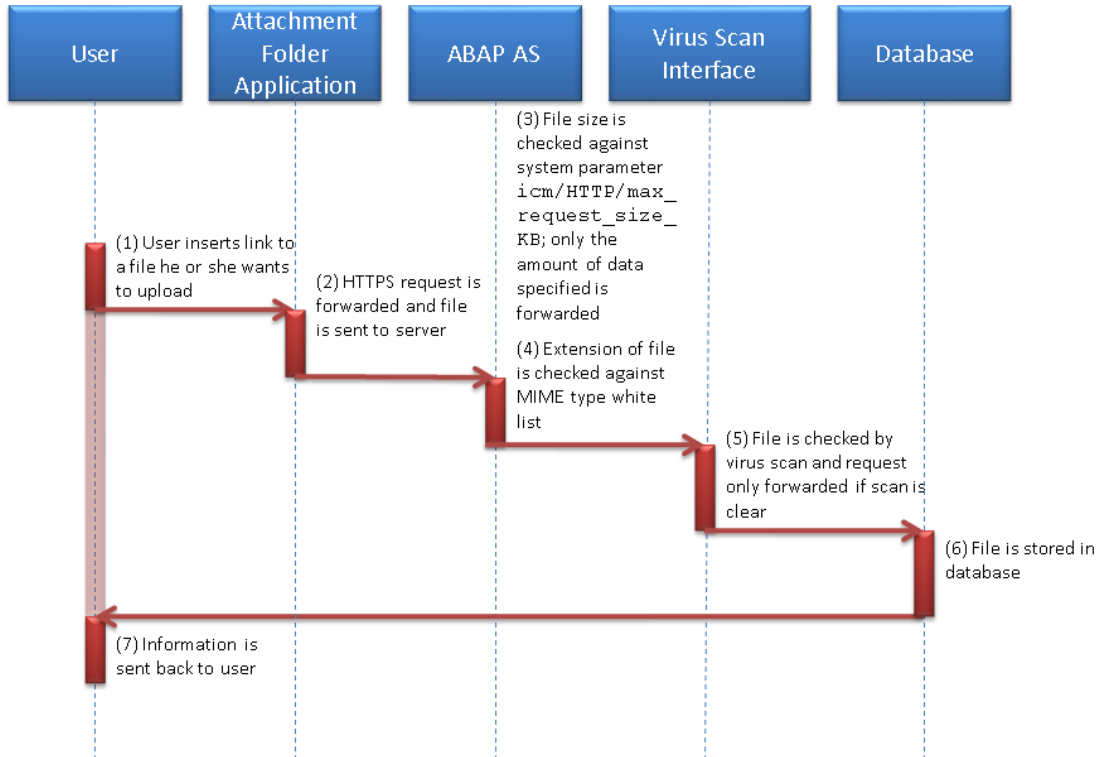 User
Attachment
Folder
Application
ABAP AS
Virus Scan
Interface
Database
(3) File size is
checked against
system parameter
icm/HTTP/max_
request_size_
KB; only the
amount of data
specified is
forwarded
(1) User inserts link to
a file he or she wants
to upload
(2) HTTPS request is
forwarded and file
is sent to server
(4) Extension of file
is checked against
MIME type white
list
(5) File is checked by
virus scan and request
only forwarded if scan is
clear
(6) File is stored in
database
(7) Information is
sent back to user